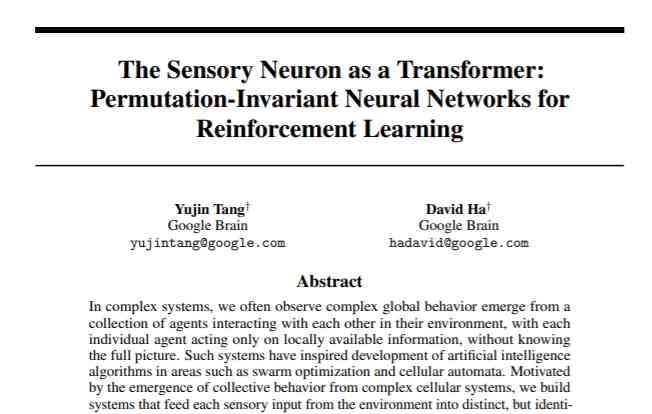 The Sensory Neuron as a Transformer:
Permutation-Invariant Neural Networks for
Reinforcement Learning
Yujin Tang†
Google Brain
yujintang@google.com
David Ha†
Google Brain
hadavid@google.com
Abstract
In complex systems, we often observe complex global behavior emerge from a
collection of agents interacting with each other in their environment, with each
individual agent acting only on locally available information, without knowing
the full picture. Such systems have inspired development of artificial intelligence
algorithms in areas such as swarm optimization and cellular automata. Motivated
by the emergence of collective behavior from complex cellular systems, we build
systems that feed each sensory input from the environment into distinct, but identi-